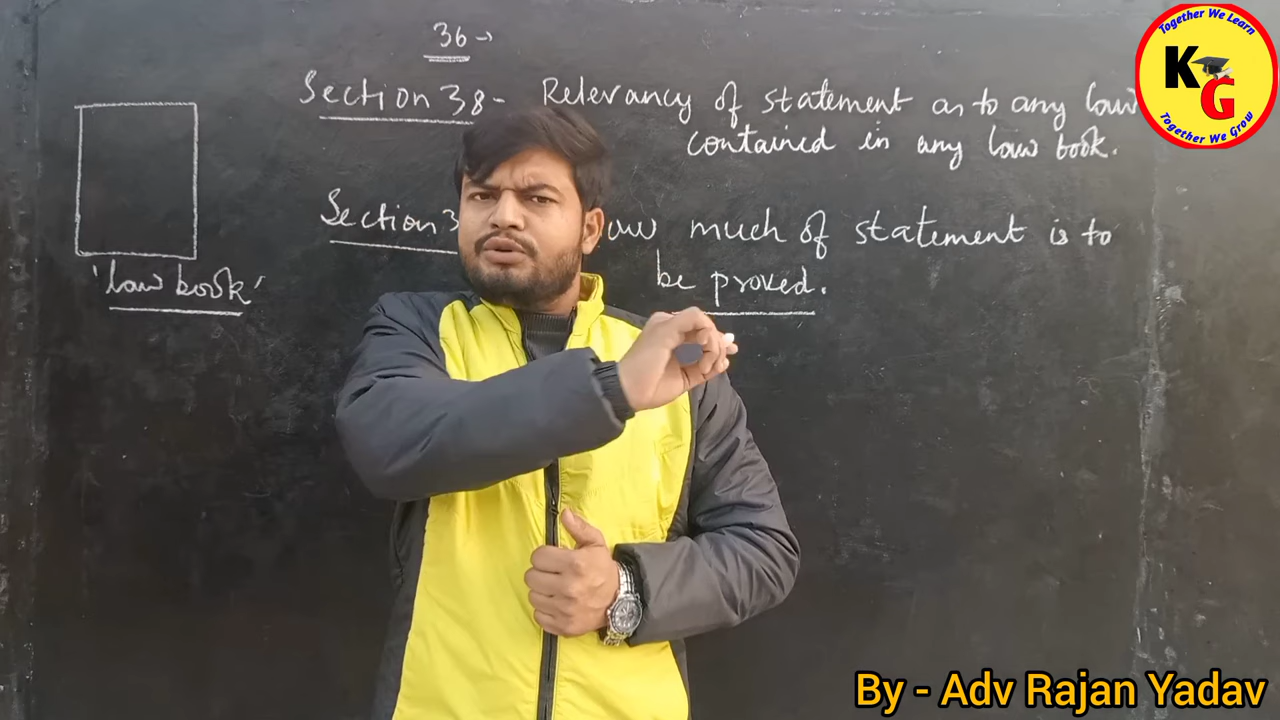 36 →
Section 38 - Relevancy of statement as to any law
contained in any law book.
Section 3 much of statement is to
be proved.
'law book'
Together We Learn
KG
Together We Grow
By - Adv Rajan Yadav